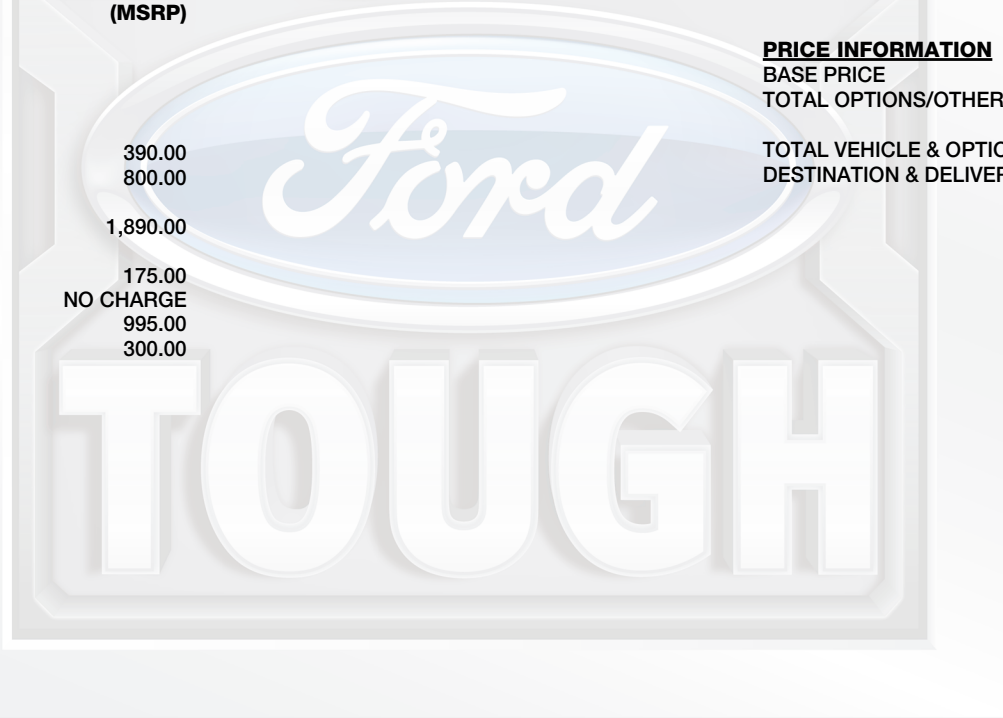 (MSRP)
390.00
800.00
1,890.00
175.00
NO CHARGE
995.00
300.00
PRICE INFORMATION
BASE PRICE
TOTAL OPTIONS/OTHER
TOTAL VEHICLE & OPTIO
DESTINATION & DELIVER
Ford
TOUGH